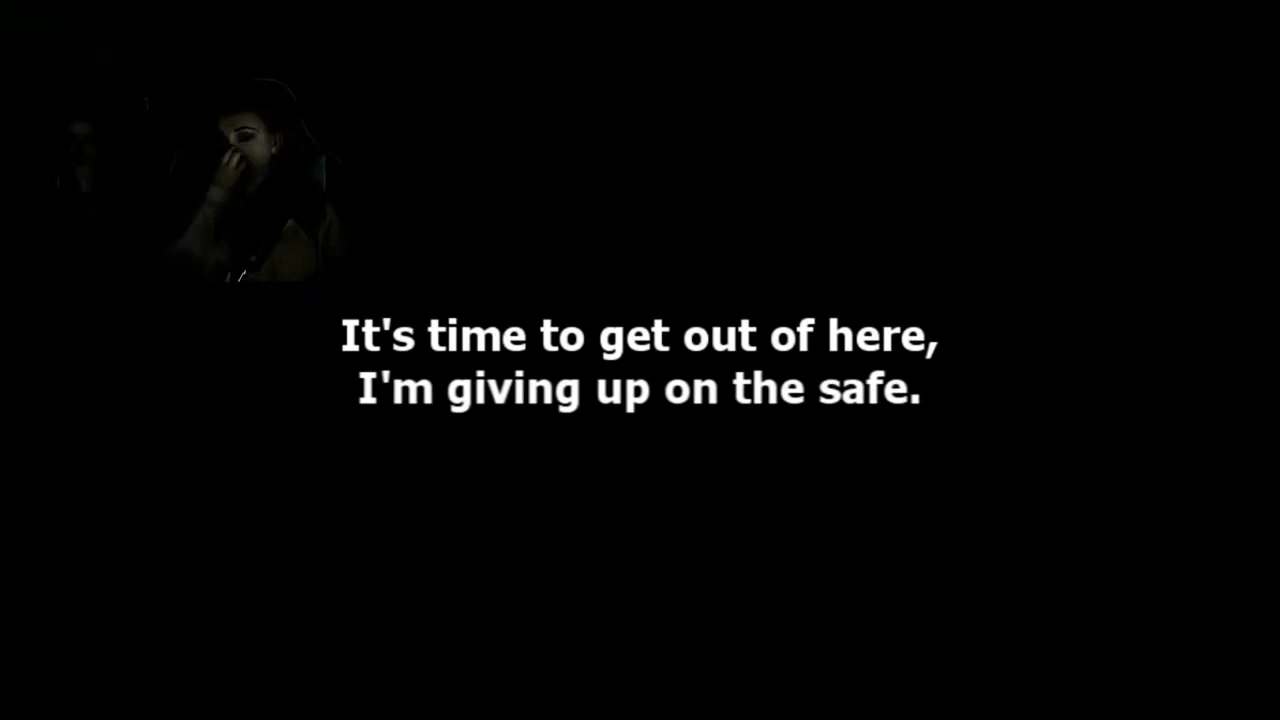 It's time to get out of here,
I'm giving up on the safe.